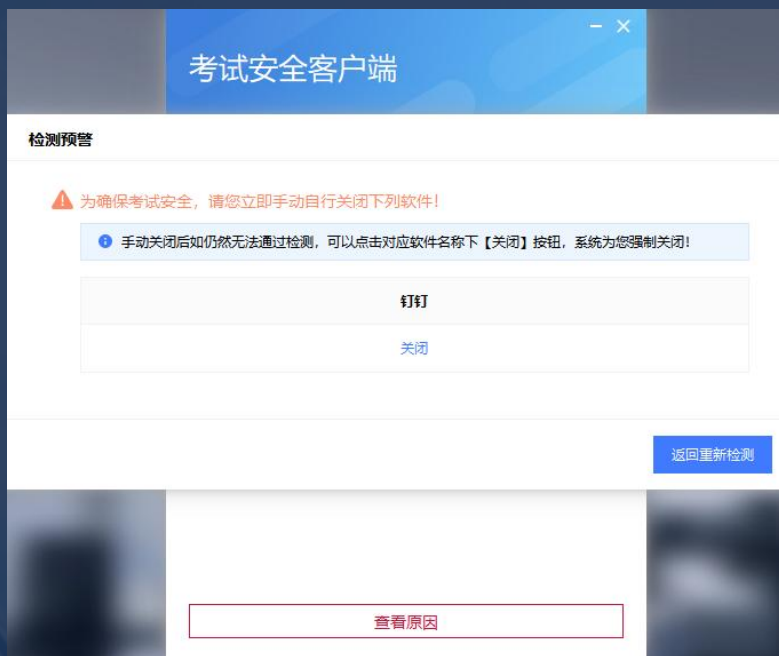 考试安全客户端
检测预警
为确保考试安全，请您立即手动自行关闭下列软件！
手动关闭后如仍然无法通过检测，可以点击对应软件名称下【关闭】按钮，系统为您强制关闭！
钉钉
关闭
返回重新检测
查看原因